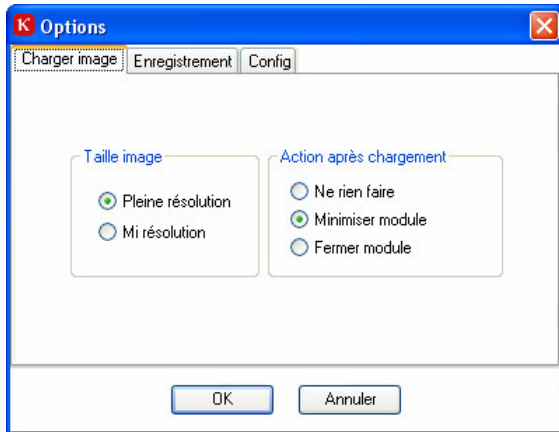 K Options
Charger image Enregistrement Config
Taille image
Pleine résolution
Mi résolution
Action après chargement
Ne rien faire
Minimiser module
Fermer module
OK Annuler